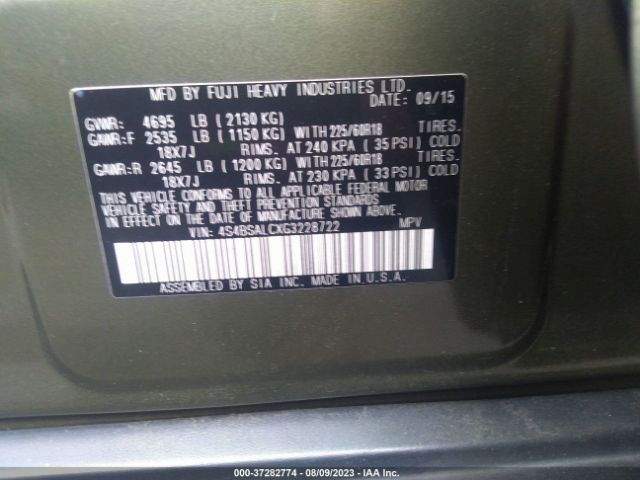 MFD BY FUJI HEAVY INDUSTRIES LTD.
DATE: 09/15
GVWR: 4695 LB ( 2130 KG)
GAWR:F 2535 LB ( 1150 KG) WITH 225/60R18 TIRES.
18X7J RIMS. AT 240 KPA ( 35 PSI) COLD
GAWR:R 2645 LB ( 1200 KG) WITH 225/60R18 TIRES.
18X7J RIMS. AT 230 KPA ( 33 PSI) COLD
THIS VEHICLE CONFORMS TO ALL APPLICABLE FEDERAL MOTOR
VEHICLE SAFETY AND THEFT PREVENTION STANDARDS IN EFFECT
ON THE DATE OF MANUFACTURE SHOWN ABOVE.
VIN: 4S4BSALCXG3228722 MPV
ASSEMBLED BY SIA INC. MADE IN U.S.A.
000-37282774 | 08/09/2023 | IAA Inc.